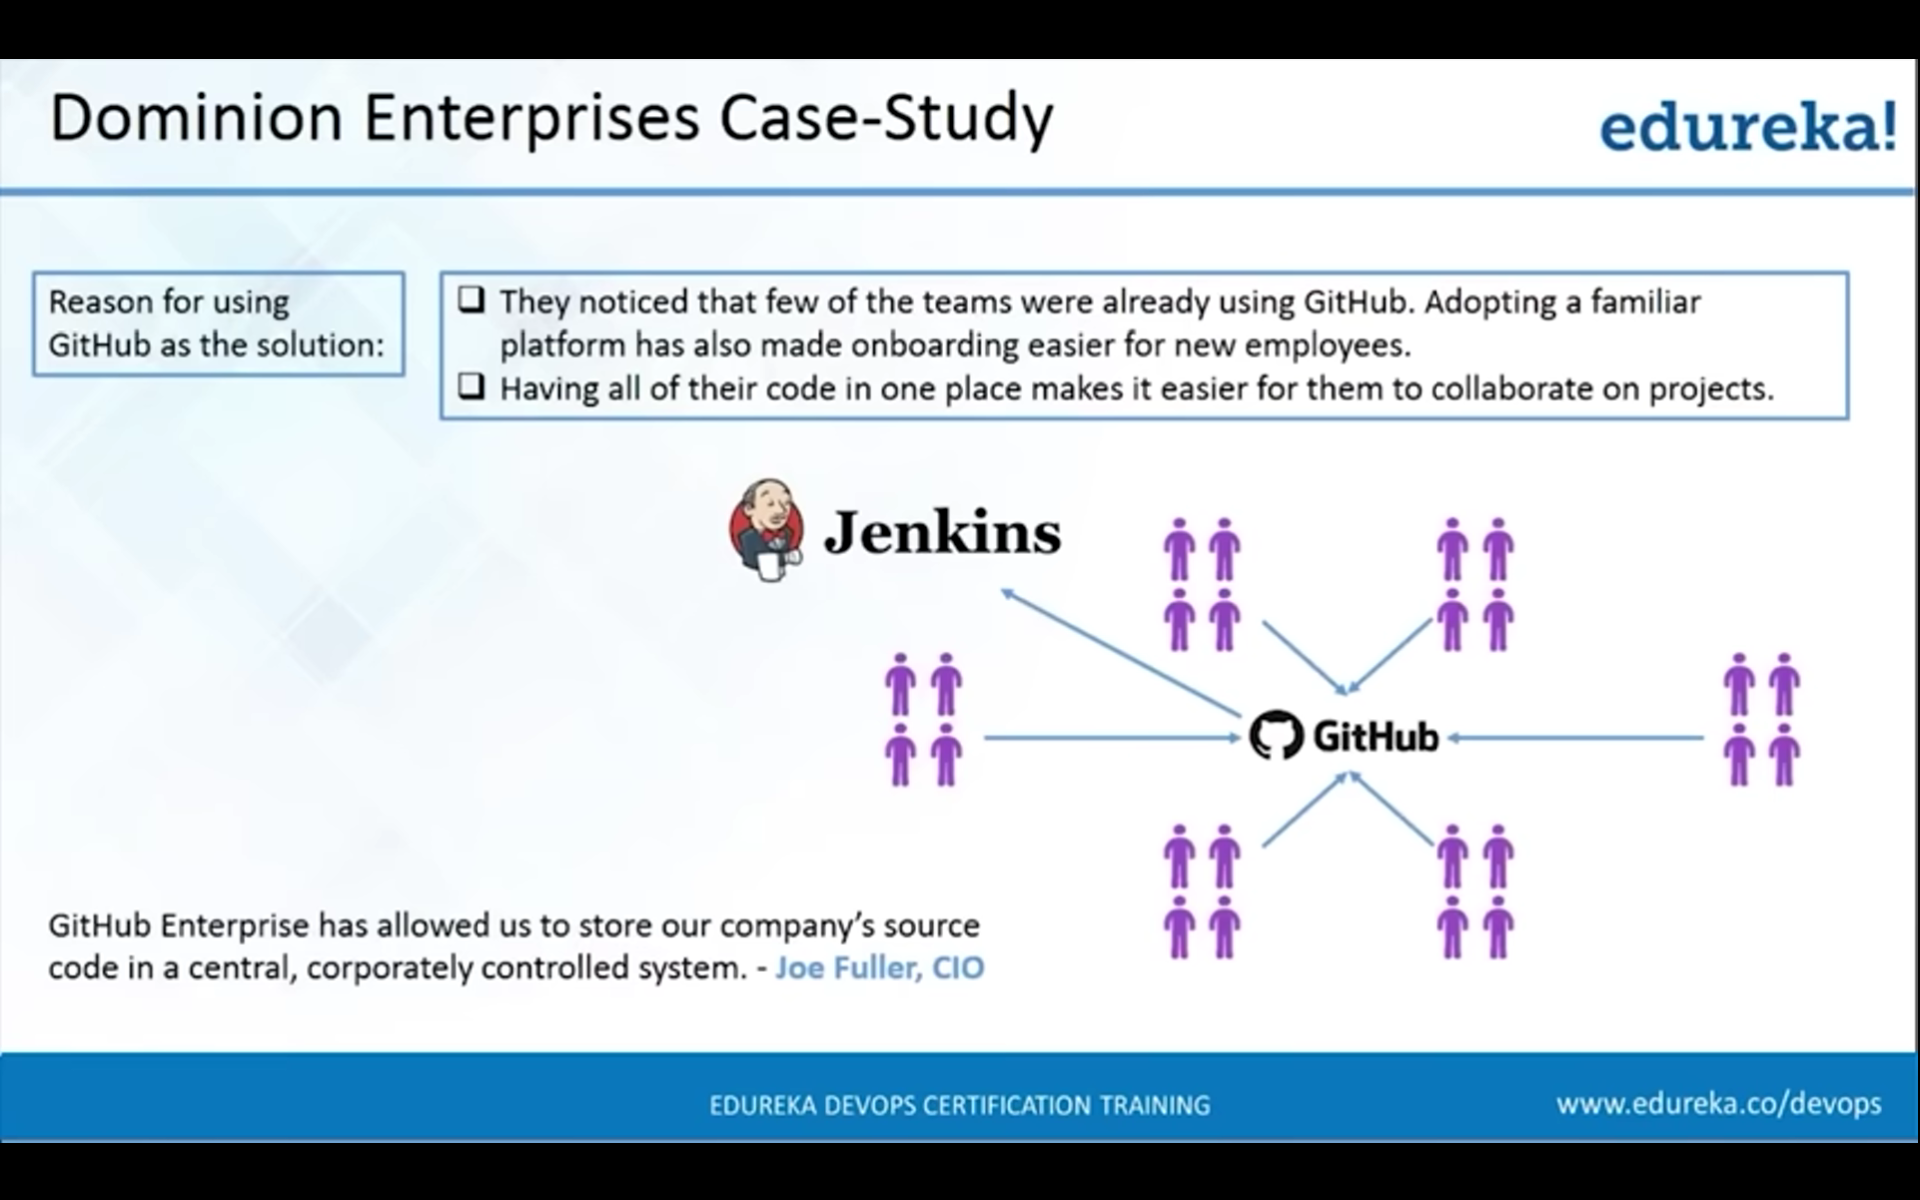 Dominion Enterprises Case-Study
edureka!
Reason for using
GitHub as the solution:
❑ They noticed that few of the teams were already using GitHub. Adopting a familiar
platform has also made onboarding easier for new employees.
❑ Having all of their code in one place makes it easier for them to collaborate on projects.
Jenkins
GitHub
GitHub Enterprise has allowed us to store our company’s source
code in a central, corporately controlled system. - Joe Fuller, CIO
EDUREKA DEVOPS CERTIFICATION TRAINING
www.edureka.co/devops